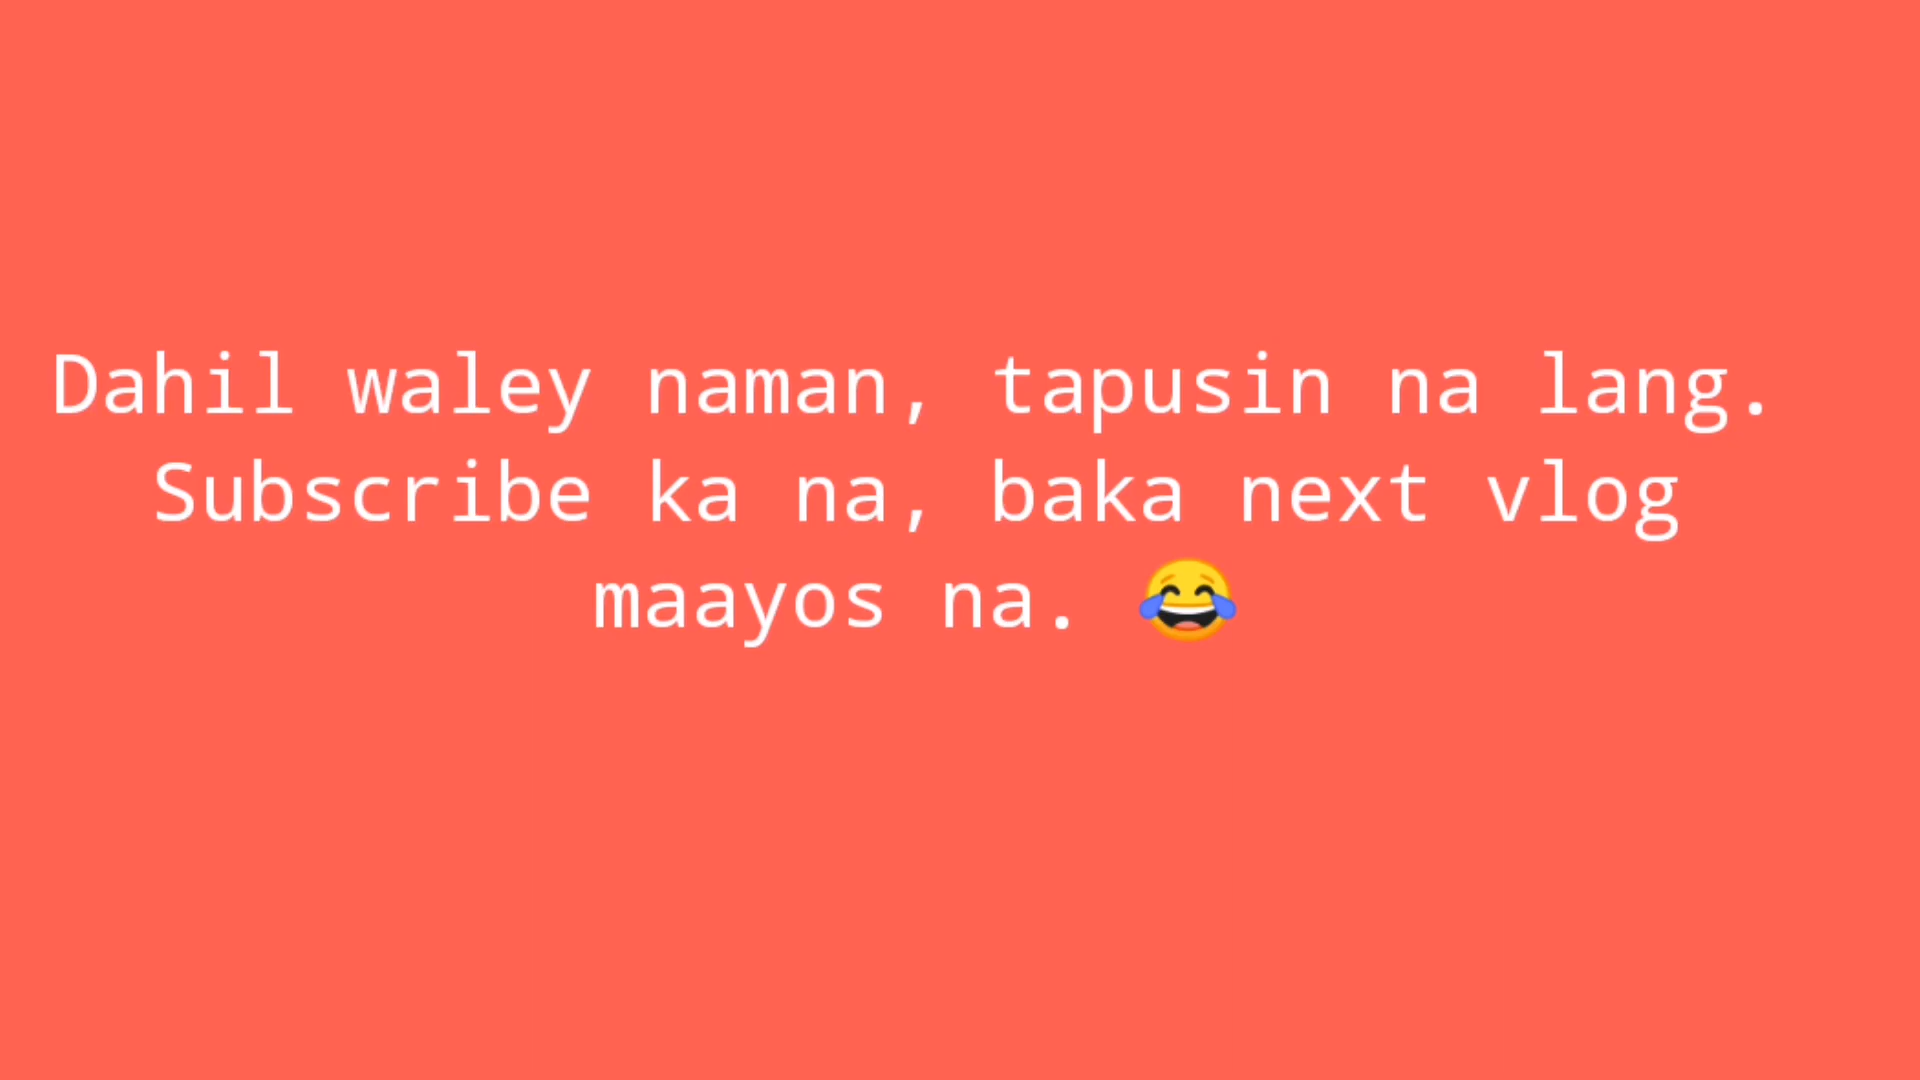 Dahil waley naman, tapusin na lang.
Subscribe ka na, baka next vlog
maayos na. 😂